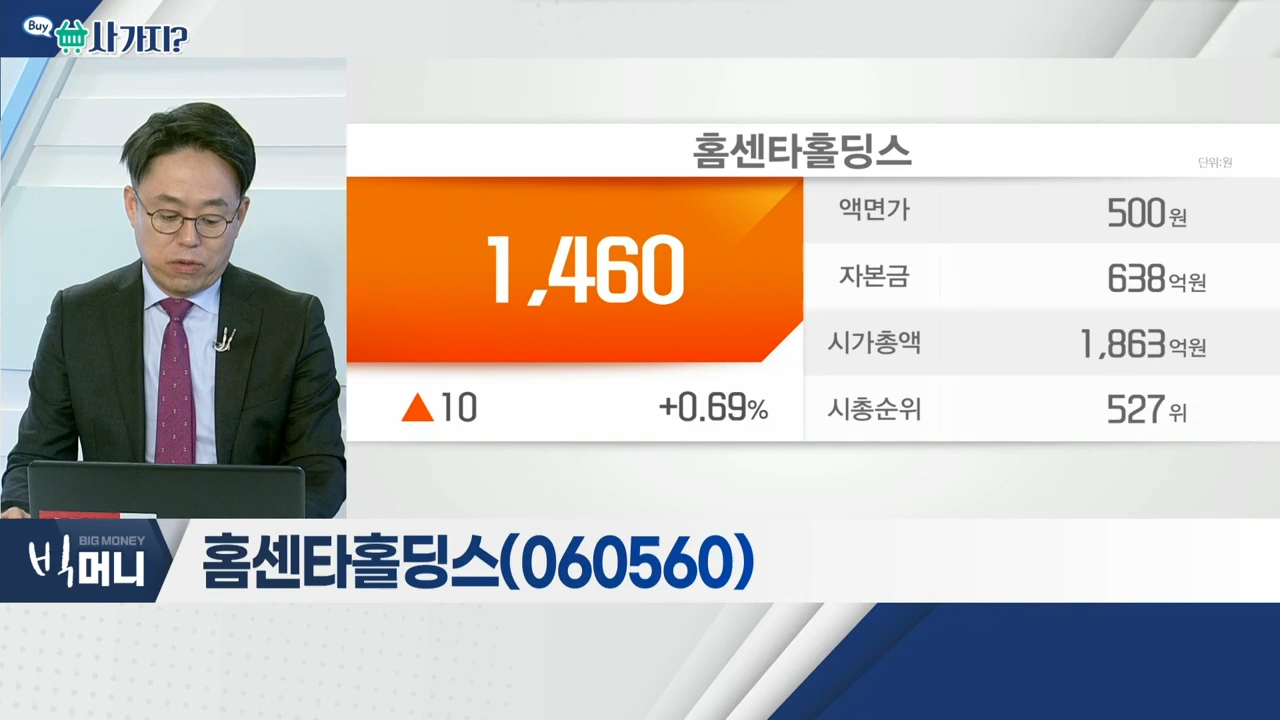 Buy
사가지?
홈센타홀딩스
단위:원
1,460
▲10 +0.69%
액면가 500원
자본금 638억원
시가총액 1,863억원
시총순위 527위
BIG MONEY
빅머니
홈센타홀딩스(060560)